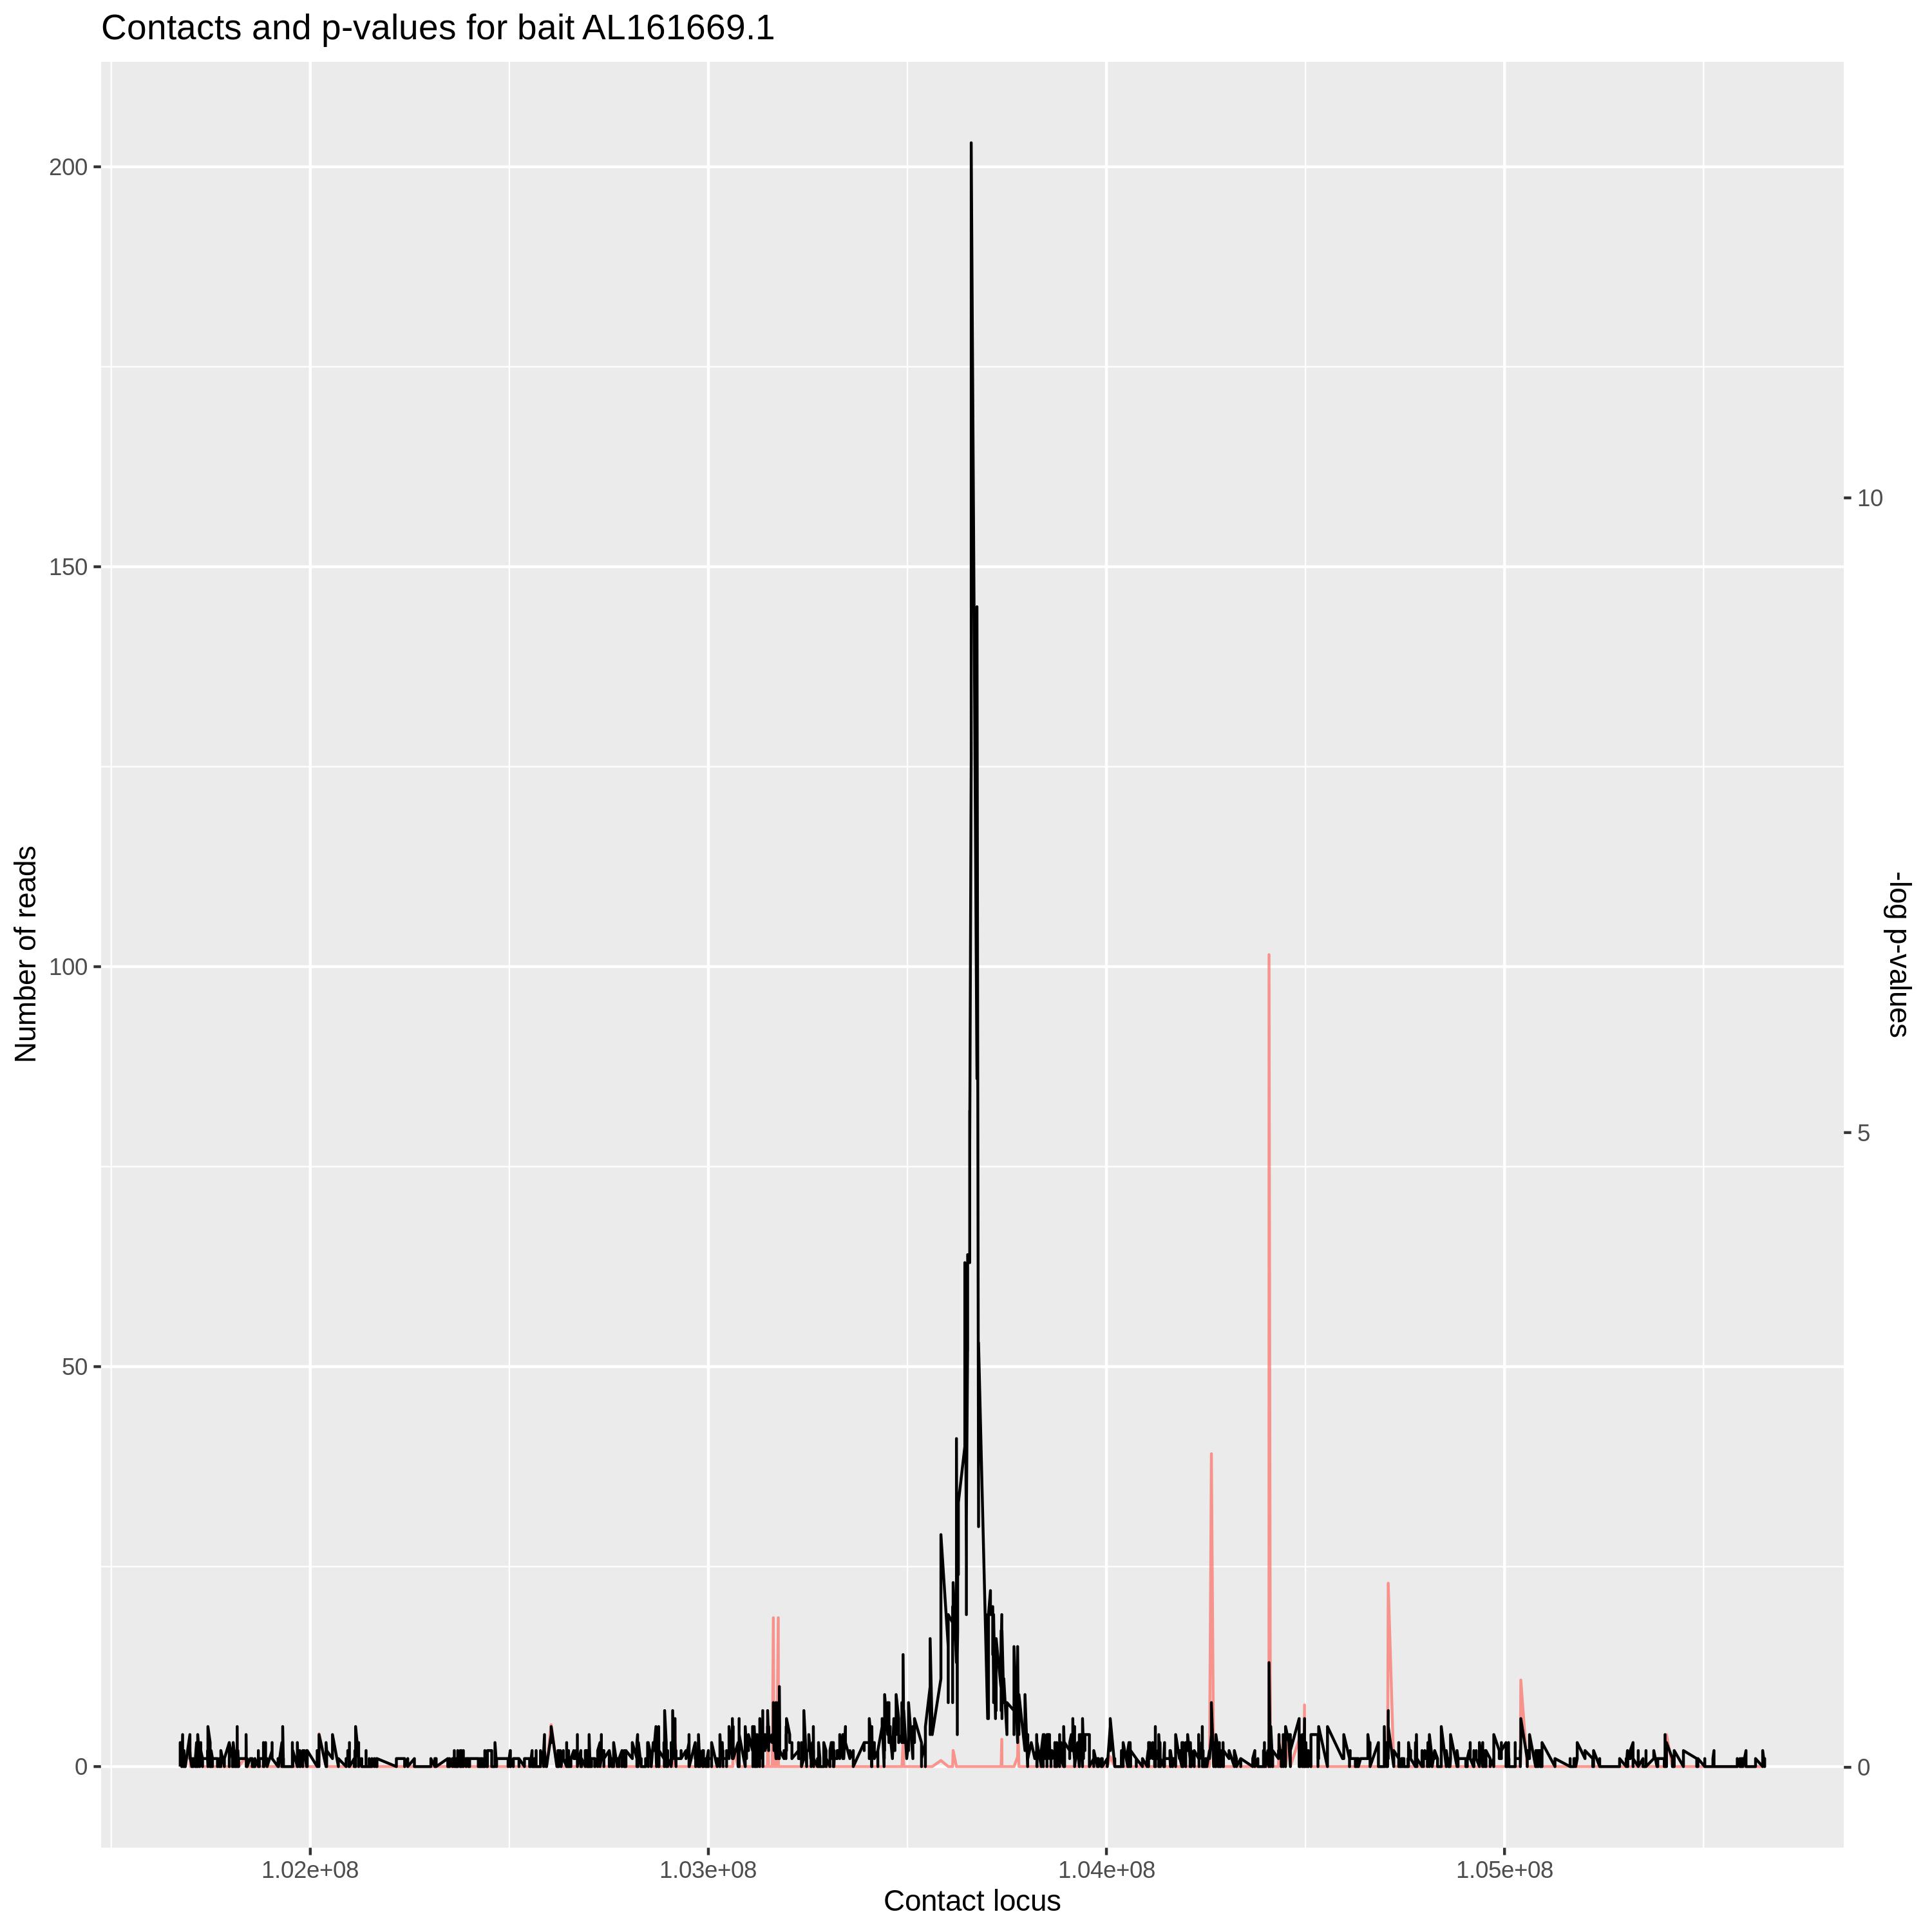 Contacts and p-values for bait AL161669.1
200
150
100
50
0
Number of reads
10
5
0
-log p-values
1.02e+08
1.03e+08
1.04e+08
1.05e+08
Contact locus